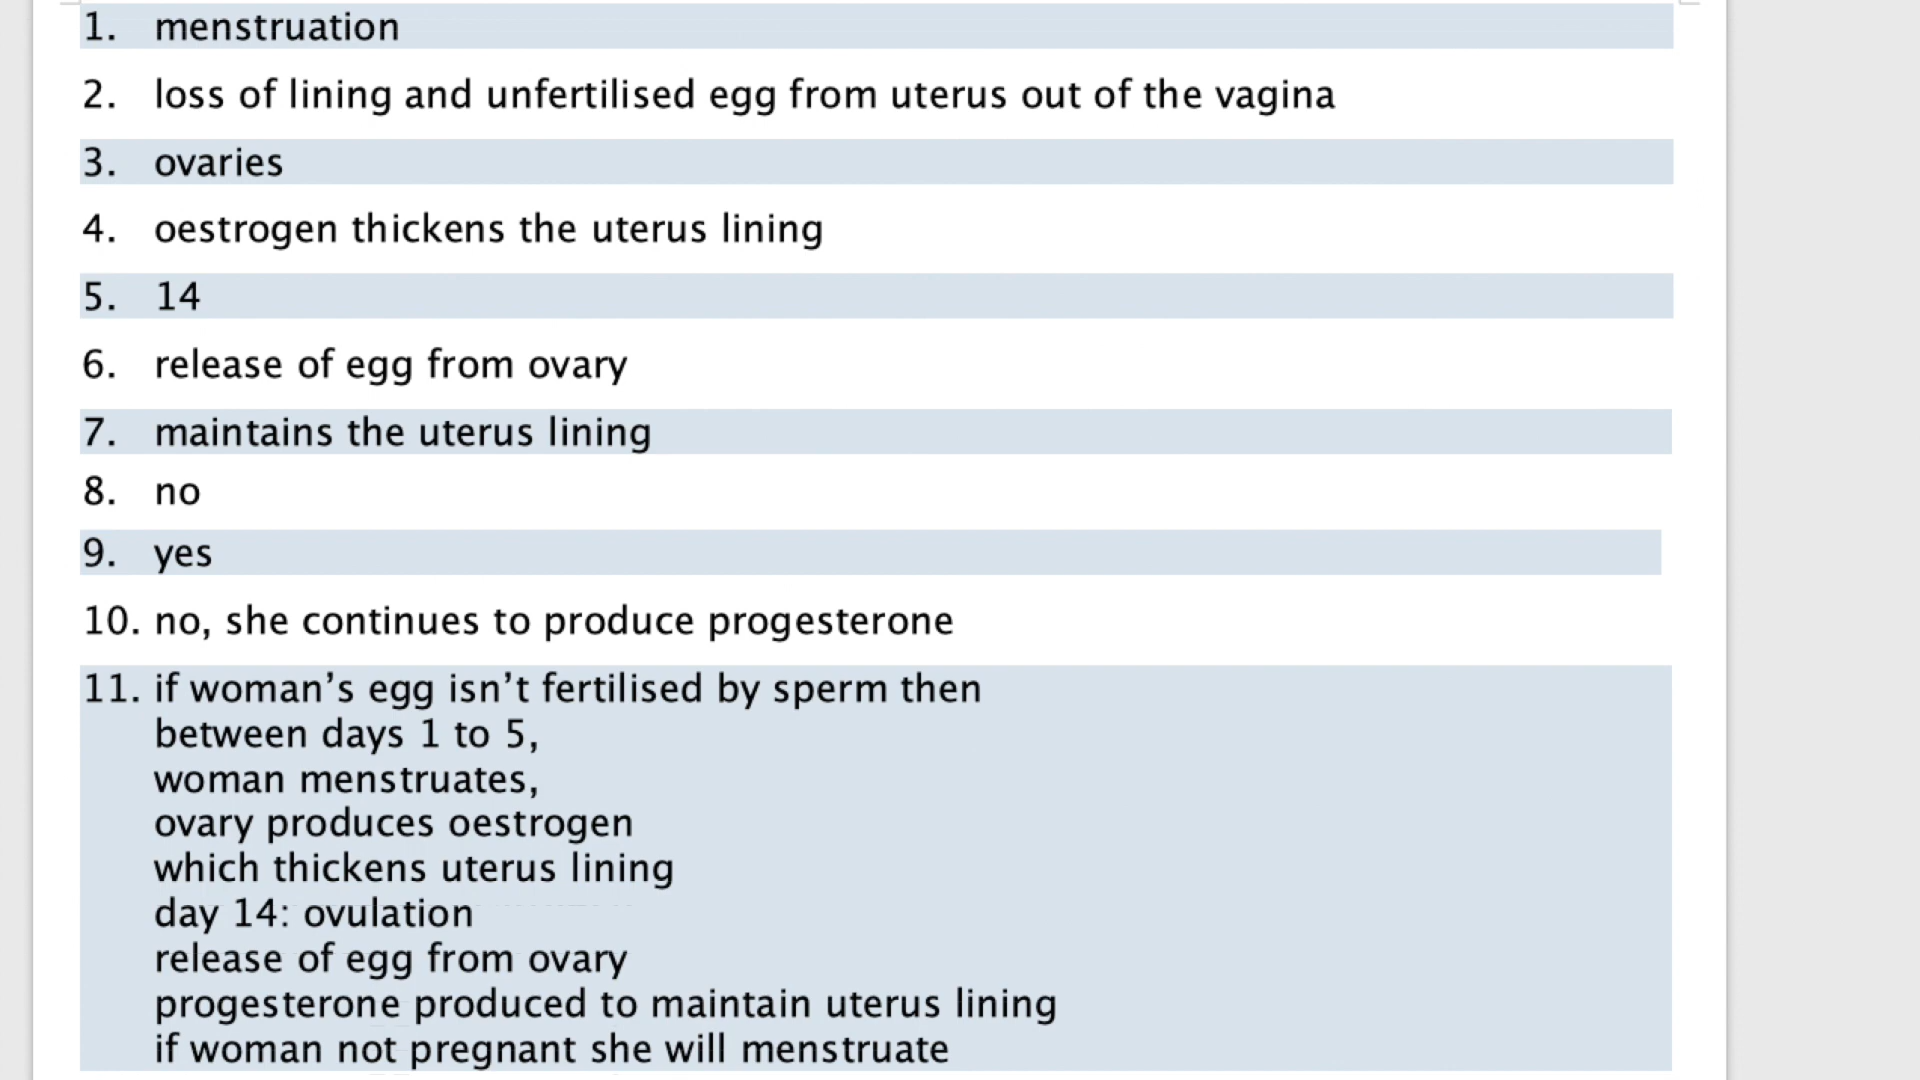 1. menstruation
2. loss of lining and unfertilised egg from uterus out of the vagina
3. ovaries
4. oestrogen thickens the uterus lining
5. 14
6. release of egg from ovary
7. maintains the uterus lining
8. no
9. yes
10. no, she continues to produce progesterone
11. if woman’s egg isn’t fertilised by sperm then
between days 1 to 5,
woman menstruates,
ovary produces oestrogen
which thickens uterus lining
day 14: ovulation
release of egg from ovary
progesterone produced to maintain uterus lining
if woman not pregnant she will menstruate